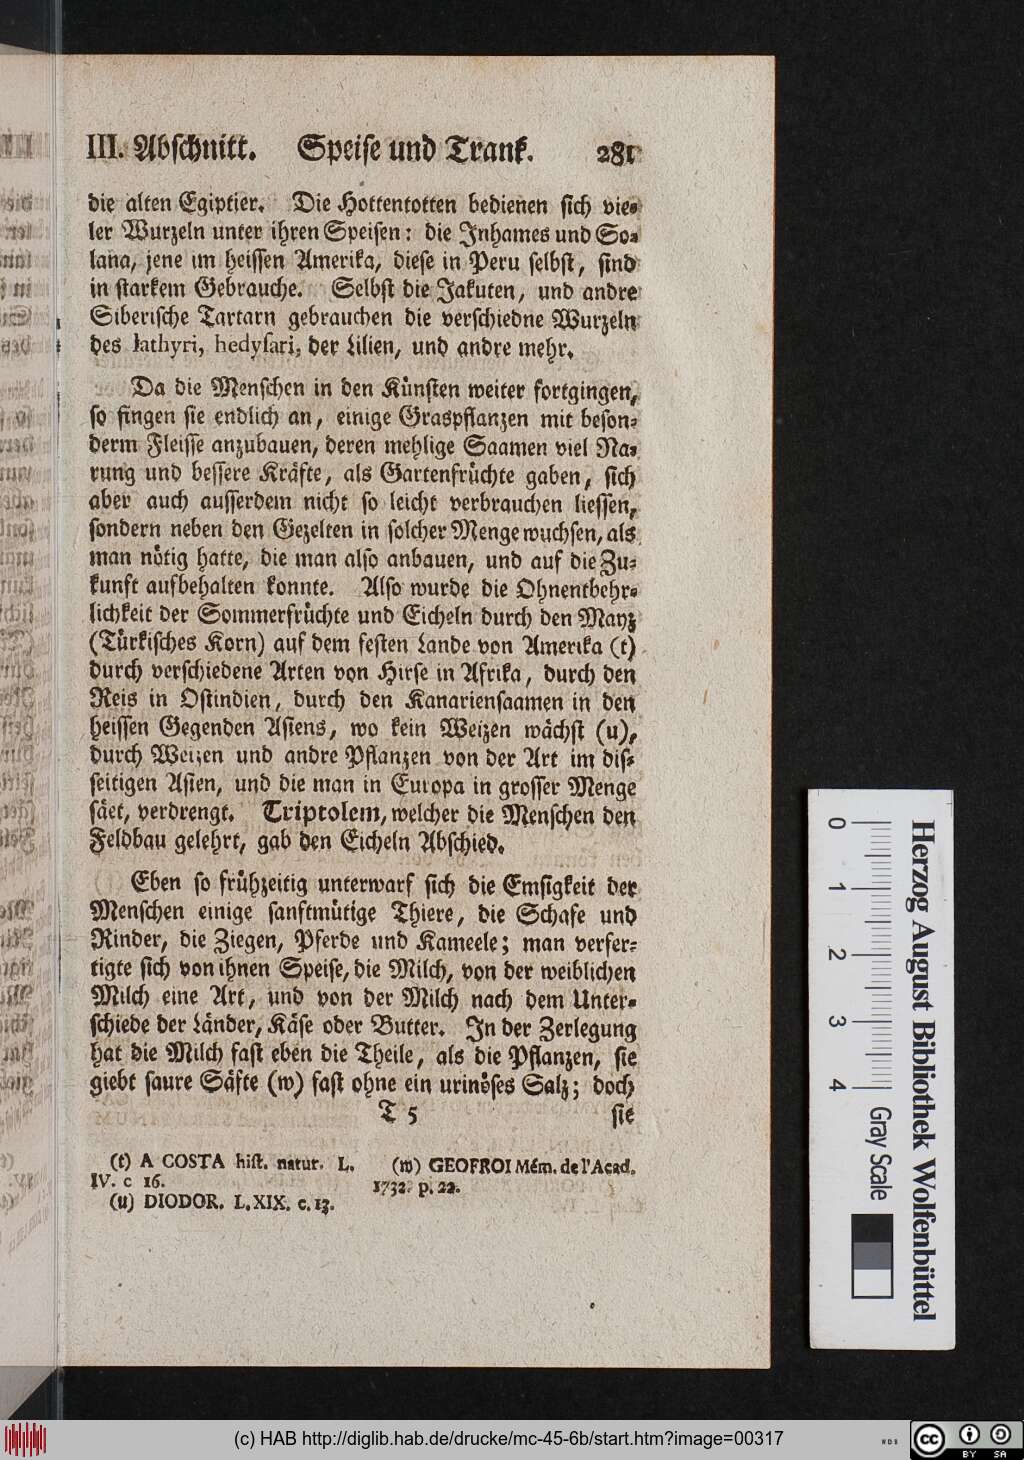 III. Abschnitt. Speise und Trank. 281
die alten Egiptier. Die Hottentotten bedienen sich vie-
ler Wurzeln unter ihren Speisen: die Inhames und So-
lana, jene im heissen Amerika, diese in Peru selbst, sind
in starkem Gebrauche. Selbst die Jakuten, und andre
Siberische Tartarn gebrauchen die verschiedne Wurzeln
des lathyri, hedysari, der Lilien, und andre mehr.
Da die Menschen in den Künsten weiter fortgingen,
so fingen sie endlich an, einige Graspflanzen mit beson-
derm Fleisse anzubauen, deren mehlige Saamen viel Na-
rung und bessere Kräfte, als Gartenfrüchte gaben, sich
aber auch ausserdem nicht so leicht verbrauchen liessen,
sondern neben den Gezelten in solcher Menge wuchsen, als
man nötig hatte, die man also anbauen, und auf die Zu-
kunft aufbehalten konnte. Also wurde die Ohnentbehr-
lichkeit der Sommerfrüchte und Eicheln durch den Mayz
(Türkisches Korn) auf dem festen Lande von Amerika (t)
durch verschiedene Arten von Hirse in Afrika, durch den
Reis in Ostindien, durch den Kanariensaamen in den
heissen Gegenden Asiens, wo kein Weizen wächst (u),
durch Weizen und andre Pflanzen von der Art im dis-
seitigen Asien, und die man in Europa in grosser Menge
säet, verdrengt. Triptolem, welcher die Menschen den
Feldbau gelehrt, gab den Eicheln Abschied.
Eben so frühzeitig unterwarf sich die Emsigkeit der
Menschen einige sanftmütige Thiere, die Schafe und
Rinder, die Ziegen, Pferde und Kameele; man verfer-
tigte sich von ihnen Speise, die Milch, von der weiblichen
Milch eine Art, und von der Milch nach dem Unter-
schiede der Länder, Käse oder Butter. In der Zerlegung
hat die Milch fast eben die Theile, als die Pflanzen, sie
giebt saure Säfte (w) fast ohne ein urinöses Salz; doch
T 5 sie
(t) A COSTA hist. natur. L.
IV. c 16.
(u) DIODOR. L. XIX. c. 13.
(w) GEOFROI Mém. de l'Acad.
1732. p. 22.
Herzog August Bibliothek Wolfenbüttel
0 1 2 3 4 Gray Scale
(c) HAB http://diglib.hab.de/drucke/mc-45-6b/start.htm?image=00317
cc BY SA